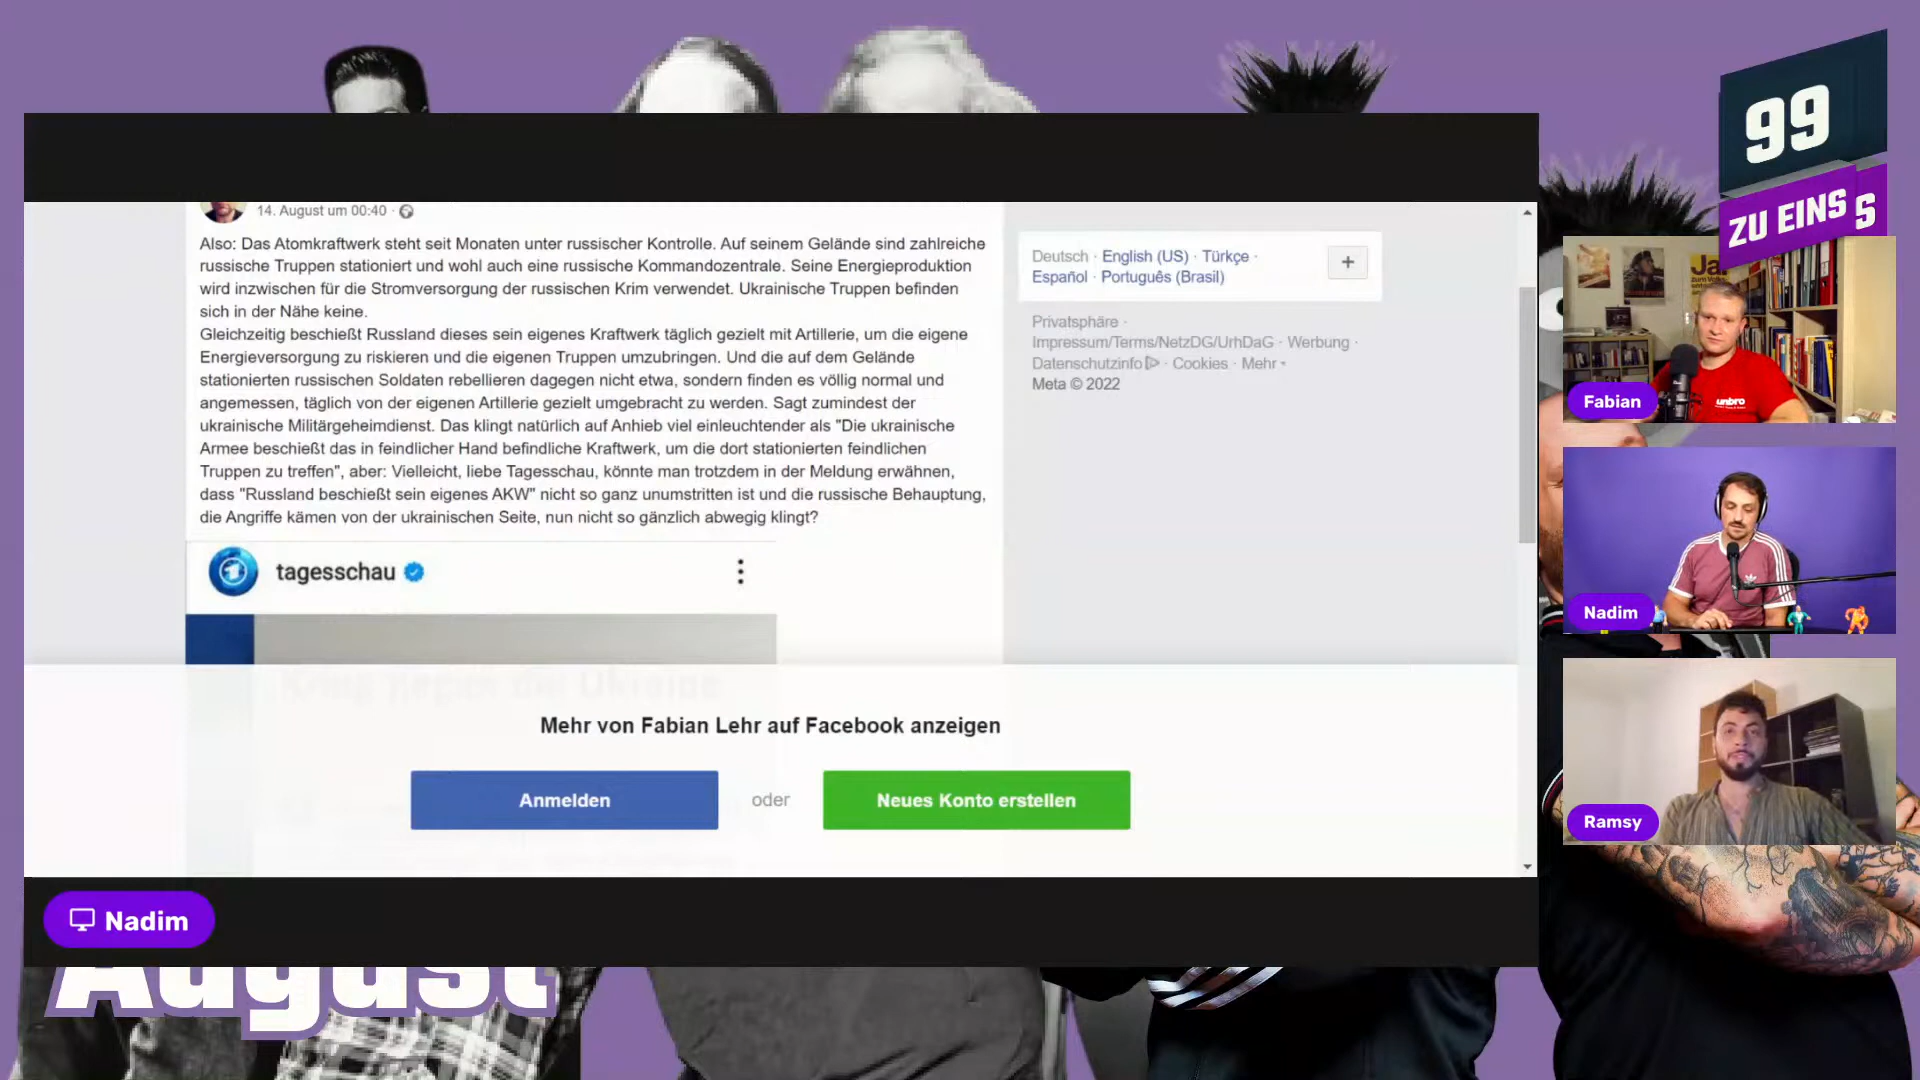 99
ZU EINS
S
14. August um 00:40 ·
Also: Das Atomkraftwerk steht seit Monaten unter russischer Kontrolle. Auf seinem Gelände sind zahlreiche
russische Truppen stationiert und wohl auch eine russische Kommandozentrale. Seine Energieproduktion
wird inzwischen für die Stromversorgung der russischen Krim verwendet. Ukrainische Truppen befinden
sich in der Nähe keine.
Gleichzeitig beschießt Russland dieses sein eigenes Kraftwerk täglich gezielt mit Artillerie, um die eigene
Energieversorgung zu riskieren und die eigenen Truppen umzubringen. Und die auf dem Gelände
stationierten russischen Soldaten rebellieren dagegen nicht etwa, sondern finden es völlig normal und
angemessen, täglich von der eigenen Artillerie gezielt umgebracht zu werden. Sagt zumindest der
ukrainische Militärgeheimdienst. Das klingt natürlich auf Anhieb viel einleuchtender als "Die ukrainische
Armee beschießt das in feindlicher Hand befindliche Kraftwerk, um die dort stationierten feindlichen
Truppen zu treffen", aber: Vielleicht, liebe Tagesschau, könnte man trotzdem in der Meldung erwähnen,
dass "Russland beschießt sein eigenes AKW" nicht so ganz unumstritten ist und die russische Behauptung,
die Angriffe kämen von der ukrainischen Seite, nun nicht so gänzlich abwegig klingt?
tagesschau
Krieg gegen die Ukraine
Deutsch · English (US) · Türkçe ·
Español · Português (Brasil)
+
Privatsphäre ·
Impressum/Terms/NetzDG/UrhDaG · Werbung ·
Datenschutzinfo · Cookies · Mehr
Meta © 2022
Mehr von Fabian Lehr auf Facebook anzeigen
Anmelden
oder
Neues Konto erstellen
Ja!
umbro
Fabian
Nadim
Ramsy
Nadim
August